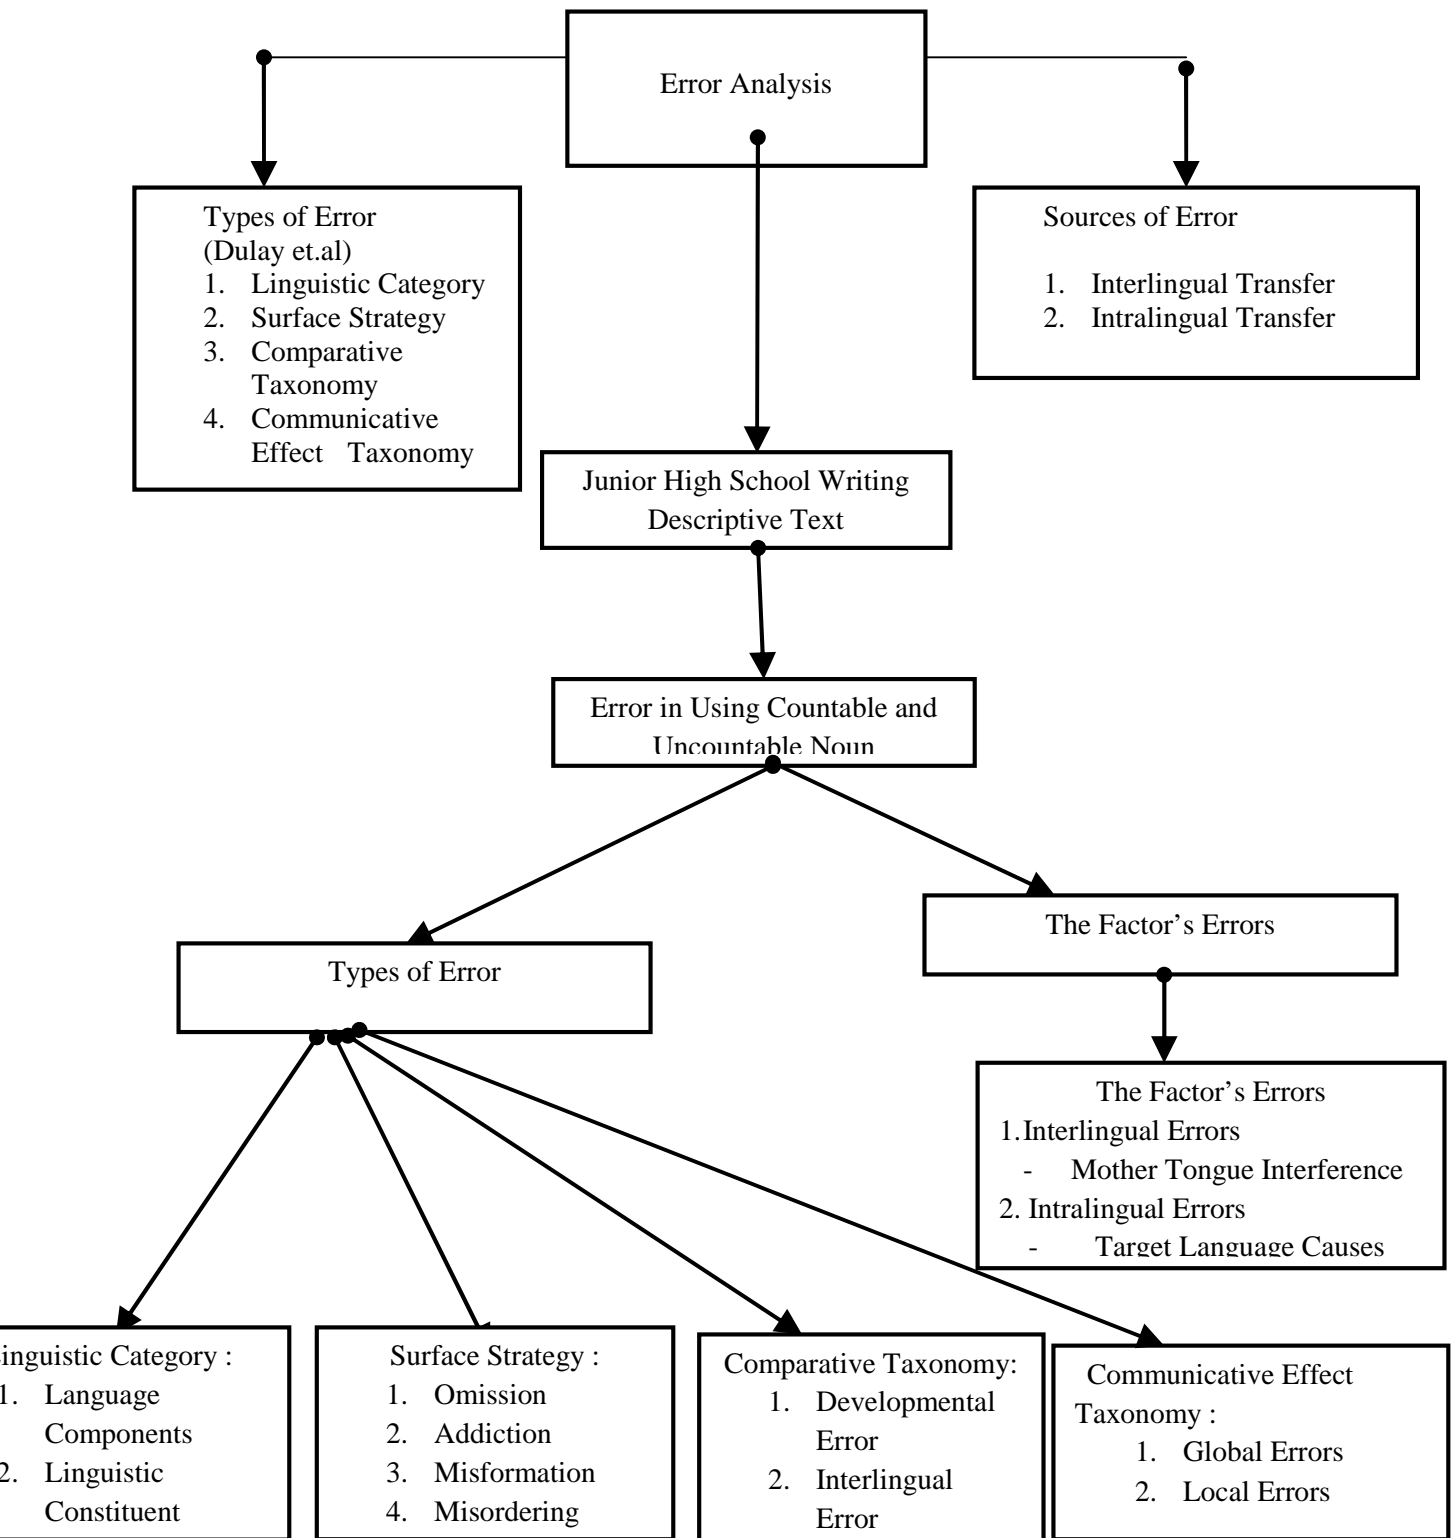 Error Analysis
Types of Error
(Dulay et.al)
1. Linguistic Category
2. Surface Strategy
3. Comparative
Taxonomy
4. Communicative
Effect Taxonomy
Sources of Error
1. Interlingual Transfer
2. Intralingual Transfer
Junior High School Writing
Descriptive Text
Error in Using Countable and
Uncountable Noun
The Factor’s Errors
Types of Error
The Factor’s Errors
1.Interlingual Errors
- Mother Tongue Interference
2. Intralingual Errors
- Target Language Causes
Linguistic Category :
1. Language
Components
2. Linguistic
Constituent
Surface Strategy :
1. Omission
2. Addiction
3. Misformation
4. Misordering
Comparative Taxonomy:
1. Developmental
Error
2. Interlingual
Error
Communicative Effect
Taxonomy :
1. Global Errors
2. Local Errors